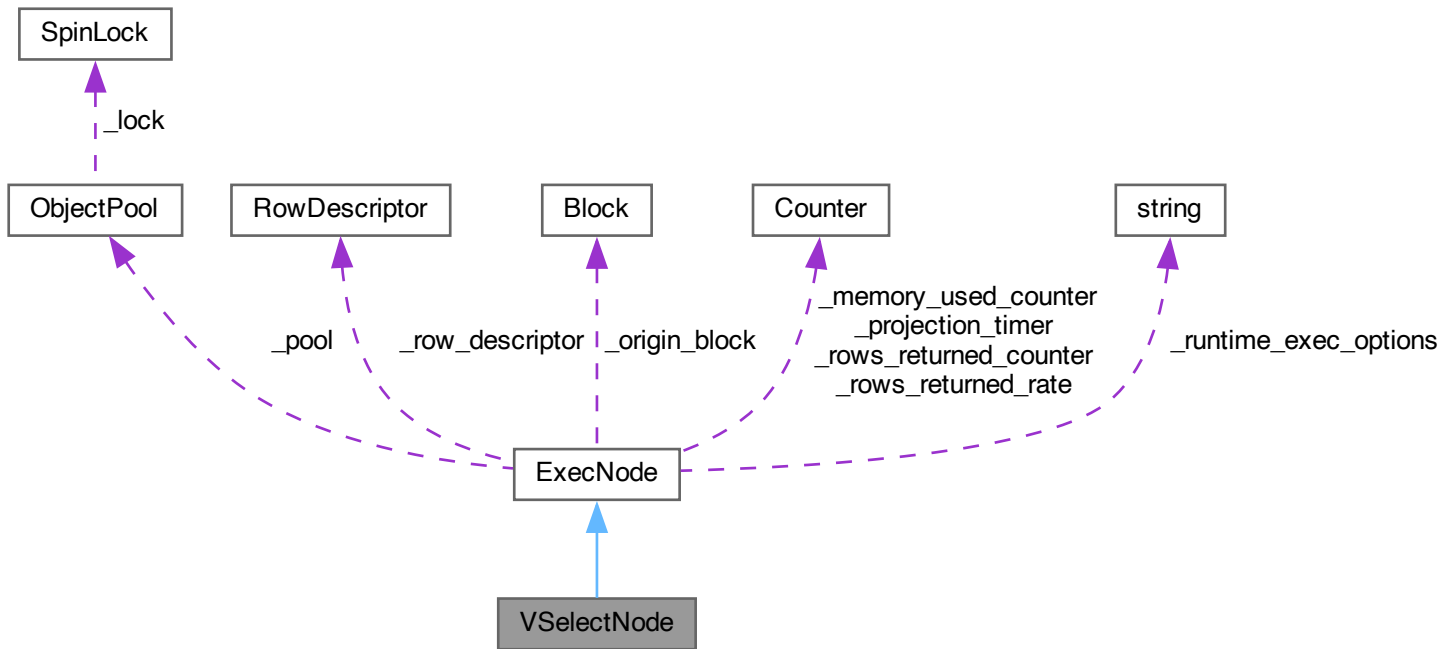 SpinLock
_lock
ObjectPool
RowDescriptor
Block
Counter
string
_pool
_row_descriptor
_origin_block
_memory_used_counter
_projection_timer
_rows_returned_counter
_rows_returned_rate
_runtime_exec_options
ExecNode
VSelectNode